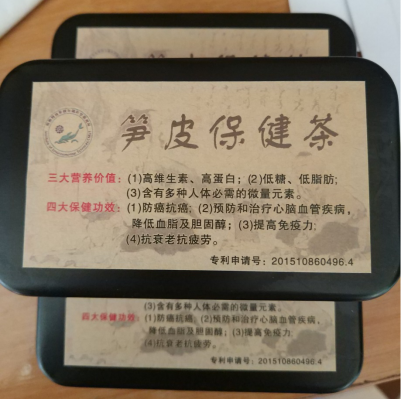 笋皮保健茶
三大营养价值：(1)高维生素、高蛋白；(2)低糖、低脂肪；
(3)含有多种人体必需的微量元素。
四大保健功效：(1)防癌抗癌；(2)预防和治疗心脑血管疾病，
降低血脂及胆固醇；(3)提高免疫力；
(4)抗衰老抗疲劳。
专利申请号：201510860496.4
(3)含有多种人体必需的微量元素。
四大保健功效：(1)防癌抗癌；(2)预防和治疗心脑血管疾病，
降低血脂及胆固醇；(3)提高免疫力；
(4)抗衰老抗疲劳。
专利申请号：201510860496.4